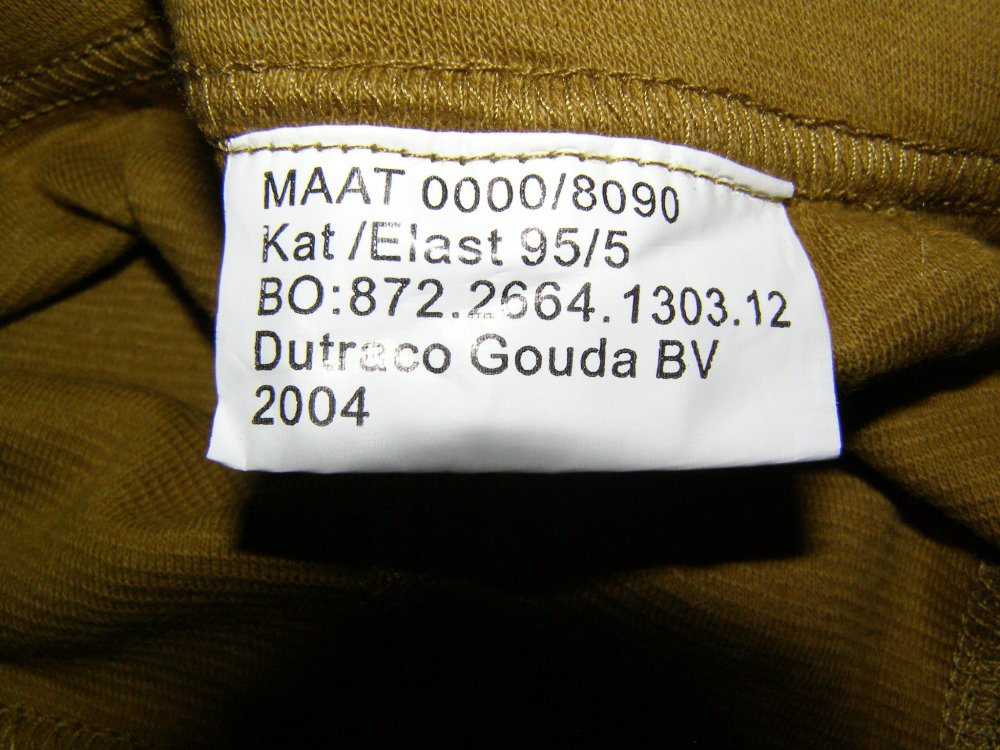 MAAT 0000/8090
Kat /Elast 95/5
BO:872.2664.1303.12
Dutraco Gouda BV
2004